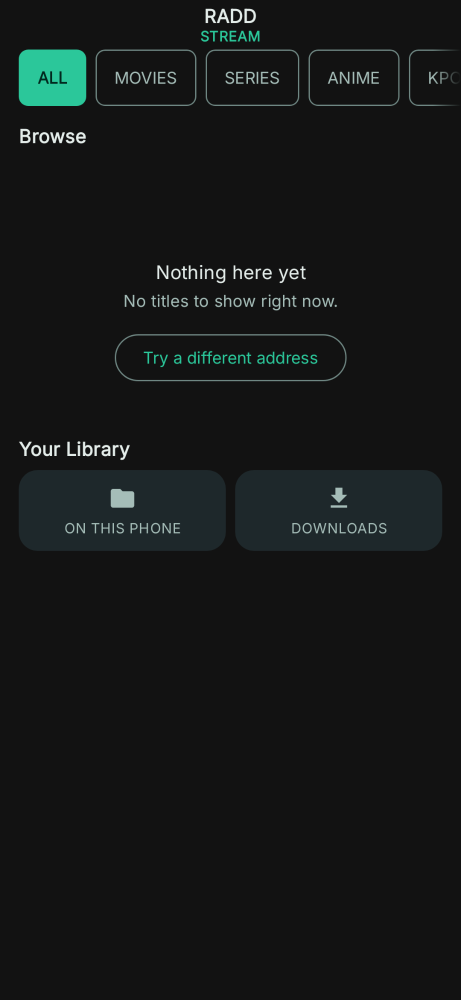 RADD
STREAM
ALL
MOVIES
SERIES
ANIME
Browse
Nothing here yet
No titles to show right now.
Try a different address
Your Library
ON THIS PHONE
DOWNLOADS